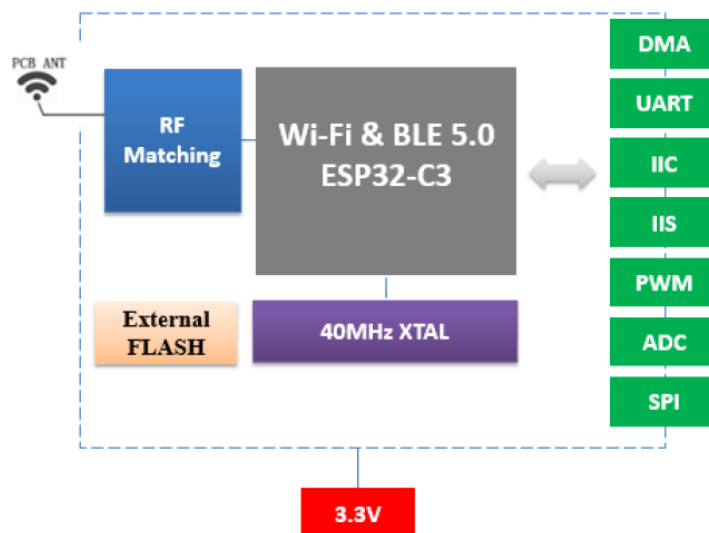 PCB ANT
RF
Matching
Wi-Fi & BLE 5.0
ESP32-C3
External
FLASH
40MHz XTAL
DMA
UART
IIC
IIS
PWM
ADC
SPI
3.3V